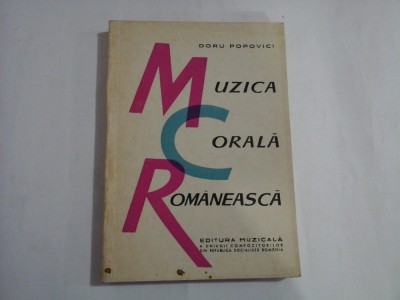 DORU POPOVICI
MUZICA
CORALĂ
ROMÂNEASCĂ
EDITURA MUZICALĂ
A UNIUNII COMPOZITORILOR
DIN REPUBLICA SOCIALISTĂ ROMÂNIA